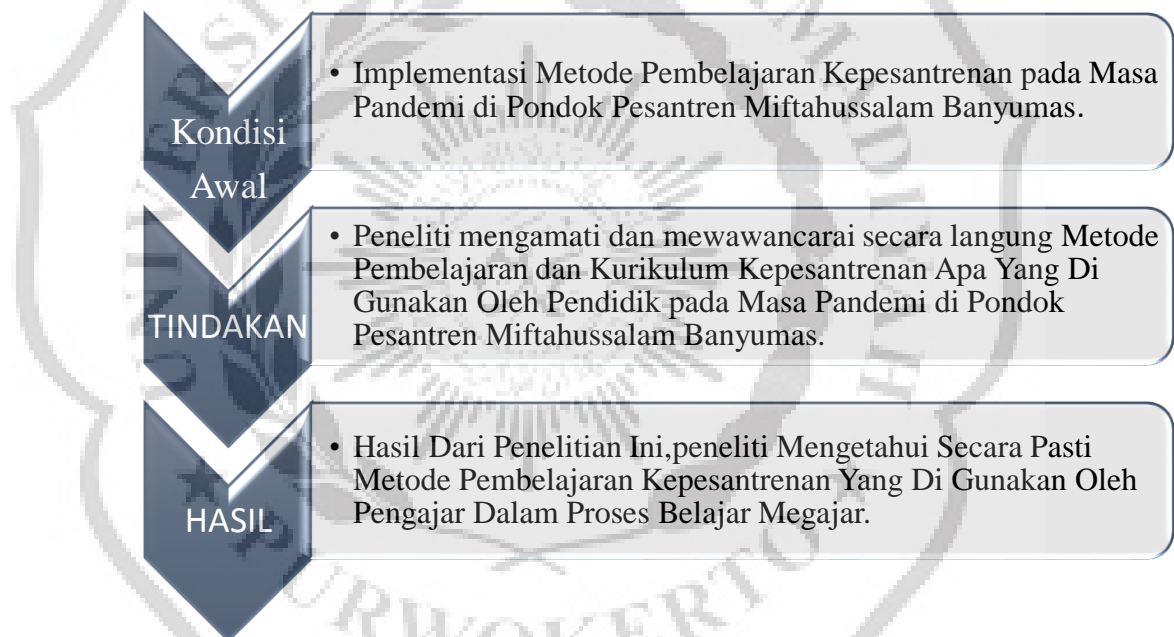 Kondisi
Awal
• Implementasi Metode Pembelajaran Kepesantrenan pada Masa
Pandemi di Pondok Pesantren Miftahussalam Banyumas.
TINDAKAN
• Peneliti mengamati dan mewawancarai secara langung Metode
Pembelajaran dan Kurikulum Kepesantrenan Apa Yang Di
Gunakan Oleh Pendidik pada Masa Pandemi di Pondok
Pesantren Miftahussalam Banyumas.
HASIL
• Hasil Dari Penelitian Ini,peneliti Mengetahui Secara Pasti
Metode Pembelajaran Kepesantrenan Yang Di Gunakan Oleh
Pengajar Dalam Proses Belajar Megajar.
PURWOKERTO